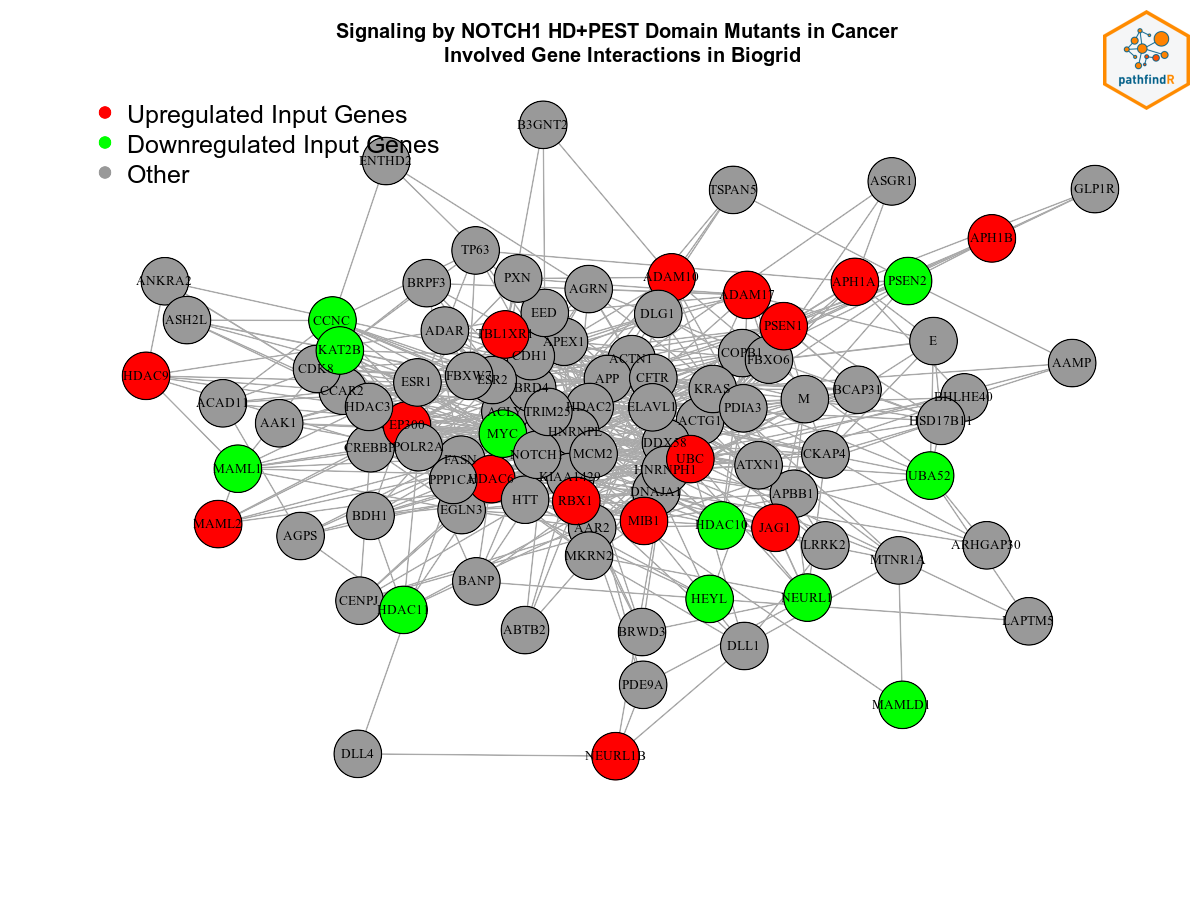 Signaling by NOTCH1 HD+PEST Domain Mutants in Cancer
Involved Gene Interactions in Biogrid
pathfindR
Upregulated Input Genes
Downregulated Input Genes
Other
B3GNT2
ENTHD2
TSPAN5
ASGR1
GLP1R
APH1B
TP63
ANKRA2
BRPF3
PXN
AGRN
ADAM10
ADAM17
APH1A
PSEN2
ASH2L
CCNC
ADAR
TBL1XR1
EED
DLG1
PSEN1
KAT2B
CDH1
APEX1
ACTN1
COPB1
FBXO6
E
AAMP
HDAC9
CDK8
CCAR2
ESR1
FBXW7
ESR2
BRD4
APP
CFTR
KRAS
M
BCAP31
BHLHE40
ACAD11
HDAC3
ACLY
TRIM25
HDAC2
ELAVL1
PDIA3
HSD17B11
AAK1
EP300
MYC
HNRNPL
ACTG1
CREBBP
POLR2A
NOTCH
MCM2
DDX58
UBC
CKAP4
MAML1
FASN
HDAC6
KIAA1429
HNRNPH1
ATXN1
UBA52
PPP1CA
HTT
RBX1
DNAJA1
APBB1
MAML2
BDH1
EGLN3
AAR2
MIB1
HDAC10
JAG1
AGPS
MKRN2
LRRK2
MTNR1A
ARHGAP30
CENPJ
HDAC11
BANP
HEYL
NEURL1
ABTB2
BRWD3
DLL1
LAPTM5
PDE9A
MAMLD1
DLL4
NEURL1B